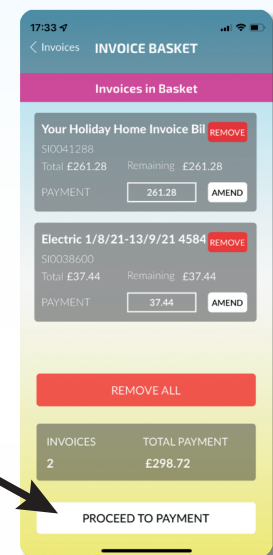 17:33
Invoices INVOICE BASKET
Invoices in Basket
Your Holiday Home Invoice Bil REMOVE
SI0041288
Total £261.28 Remaining £261.28
PAYMENT 261.28 AMEND
Electric 1/8/21-13/9/21 4584 REMOVE
SI0038600
Total £37.44 Remaining £37.44
PAYMENT 37.44 AMEND
REMOVE ALL
INVOICES TOTAL PAYMENT
2 £298.72
PROCEED TO PAYMENT